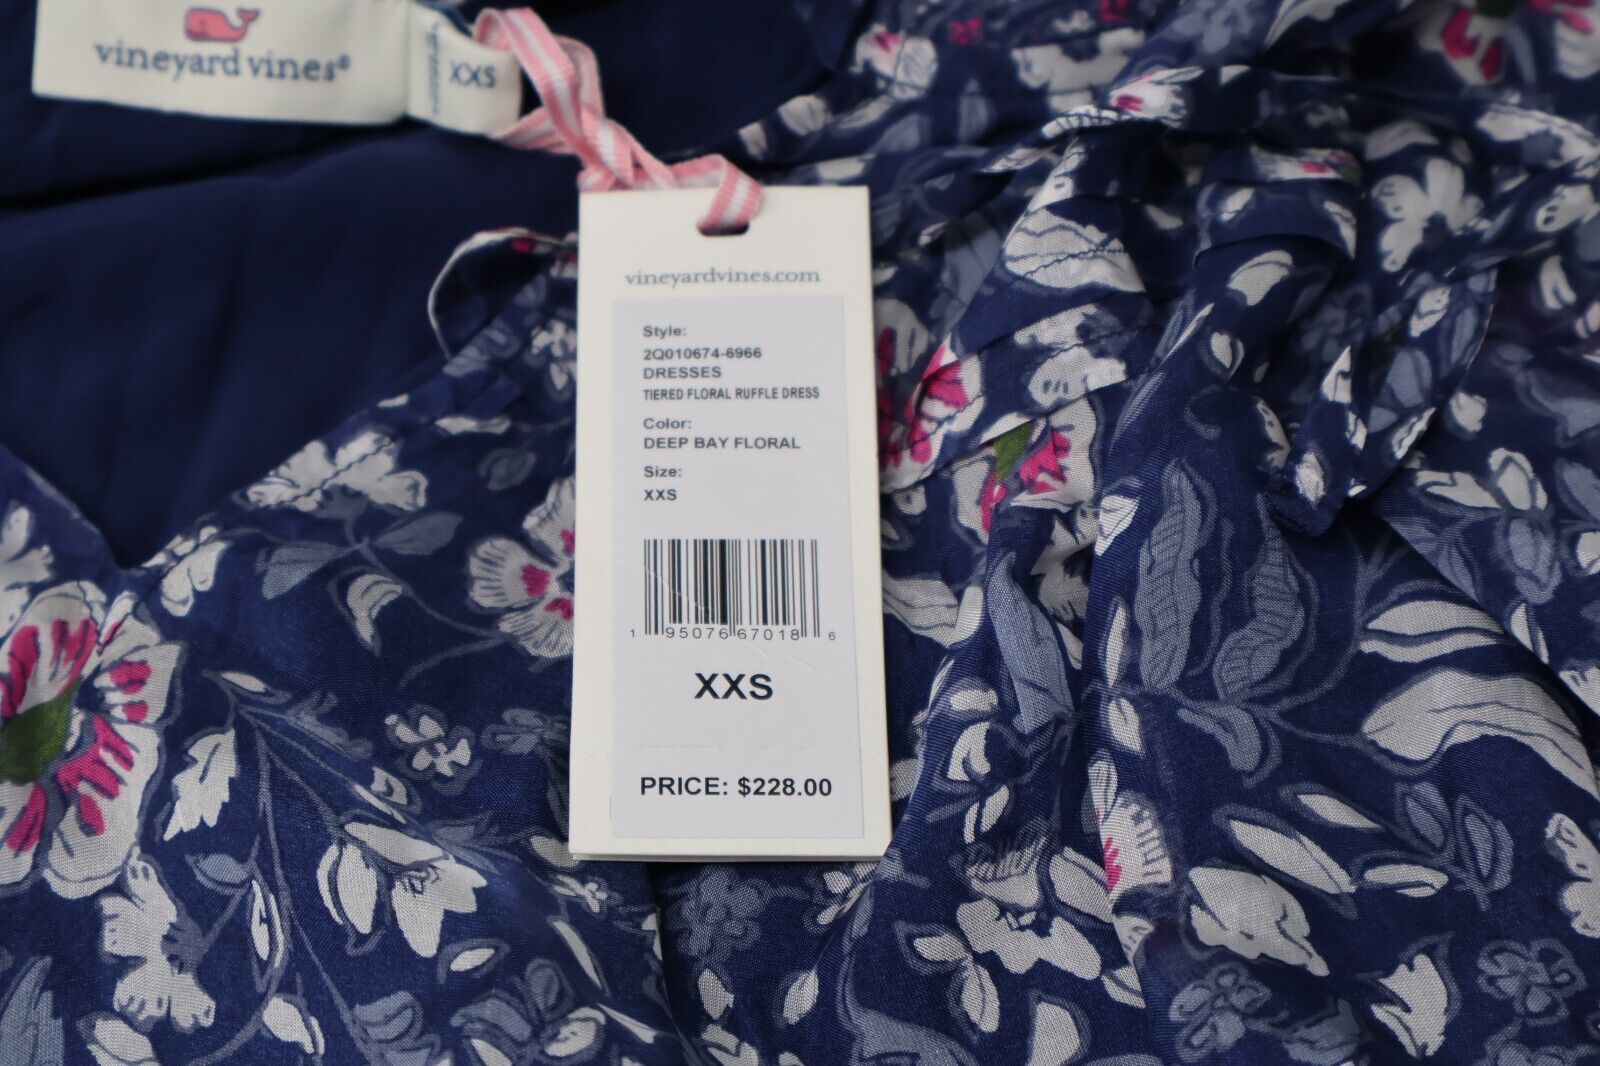 vineyard vines®
XXS
vineyardvines.com
Style:
2Q010674-6966
DRESSES
TIERED FLORAL RUFFLE DRESS
Color:
DEEP BAY FLORAL
Size:
XXS
1 95076 67018 6
XXS
PRICE: $228.00